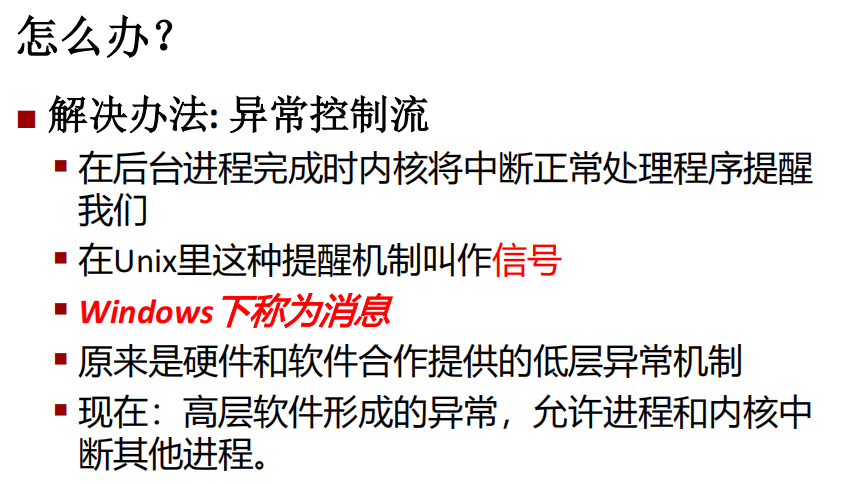 怎么办？
解决办法: 异常控制流
在后台进程完成时内核将中断正常处理程序提醒
我们
在Unix里这种提醒机制叫作信号
Windows下称为消息
原来是硬件和软件合作提供的低层异常机制
现在：高层软件形成的异常，允许进程和内核中
断其他进程。